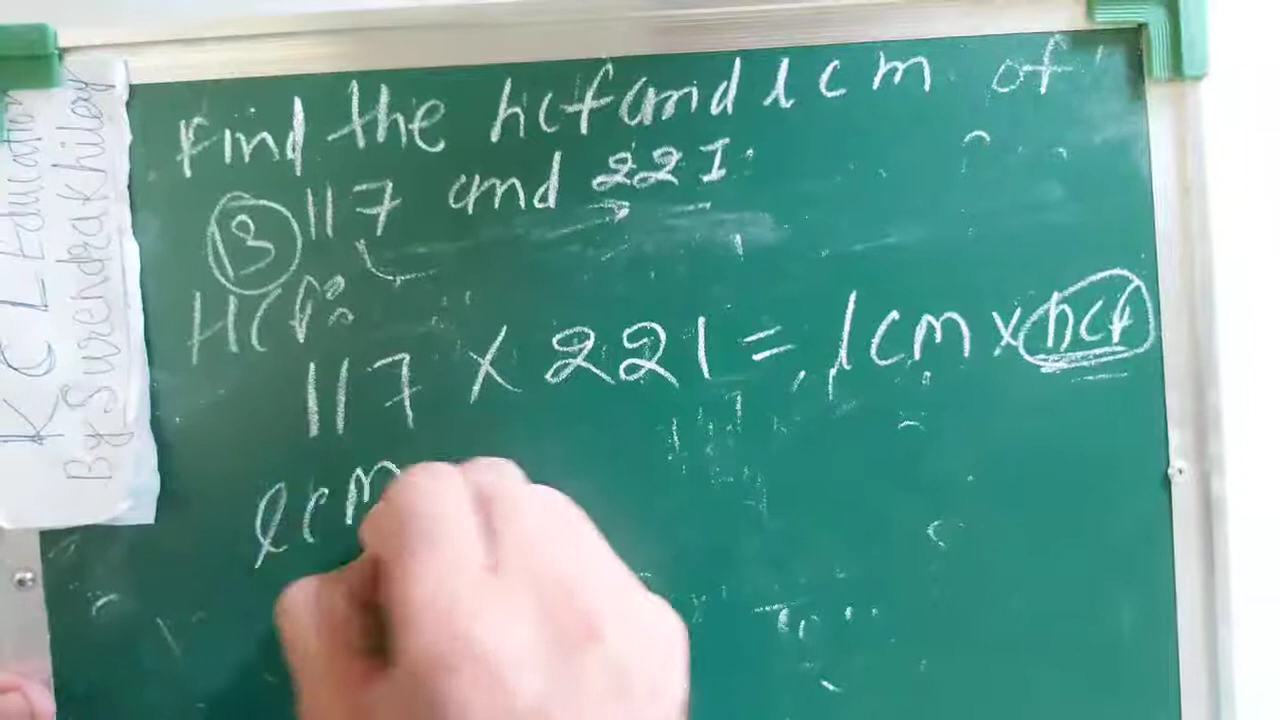 Find the hcf and lcm of
117 and 221
13
HCF:
117 × 221 = lcm × hcf
lcm
K C L Education
By Surendra Khilery